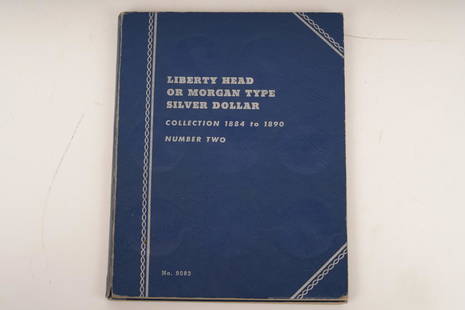 LIBERTY HEAD
OR MORGAN TYPE
SILVER DOLLAR
COLLECTION 1884 to 1890
NUMBER TWO
No. 9083